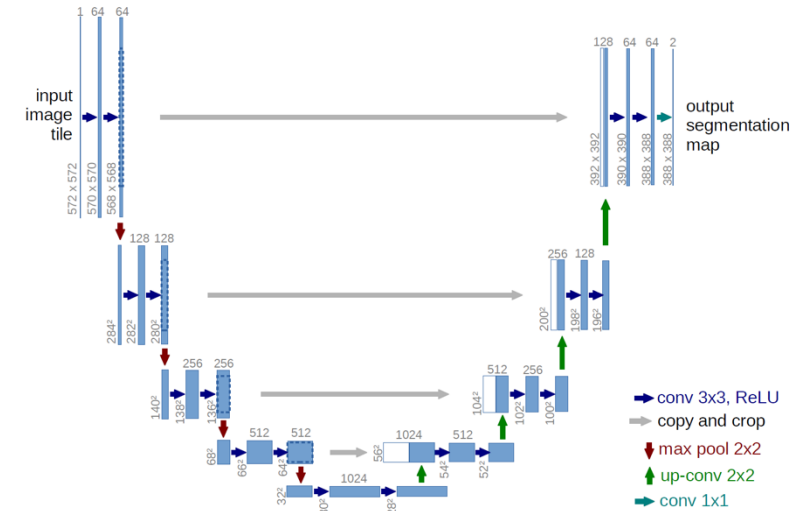 1 64 64
128 64 64 2
input
image
tile
output
segmentation
map
572 x 572
570 x 570
568 x 568
392 x 392
390 x 390
388 x 388
388 x 388
128 128
256 128
284²
282²
280²
200²
198²
196²
256 256
512 256
140²
138²
136²
104²
102²
100²
512 512
1024 512
68²
66²
64²
56²
54²
52²
1024
32²
conv 3x3, ReLU
copy and crop
max pool 2x2
up-conv 2x2
conv 1x1